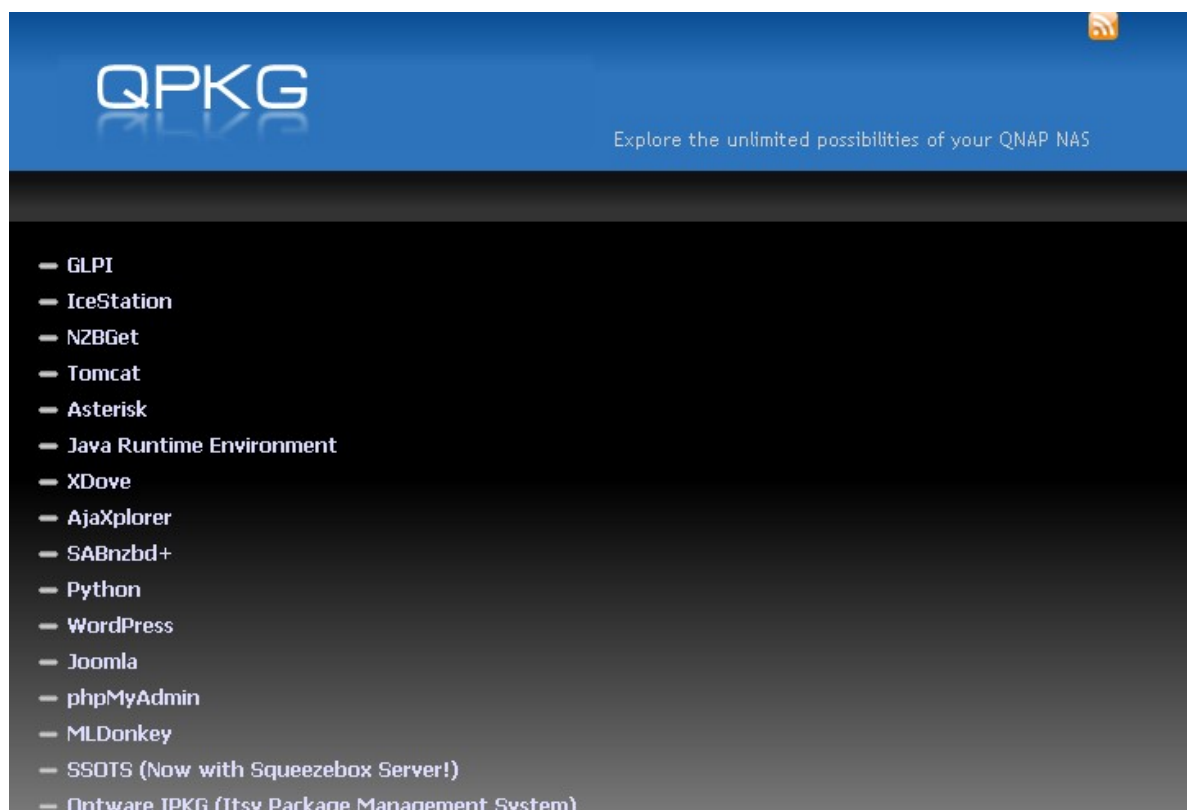 QPKG
Explore the unlimited possibilities of your QNAP NAS
GLPI
IceStation
NZBGet
Tomcat
Asterisk
Java Runtime Environment
XDove
AjaXplorer
SABnzbd+
Python
WordPress
Joomla
phpMyAdmin
MLDonkey
SSOTS (Now with Squeezebox Server!)
Optware IPKG (Itsy Package Management System)